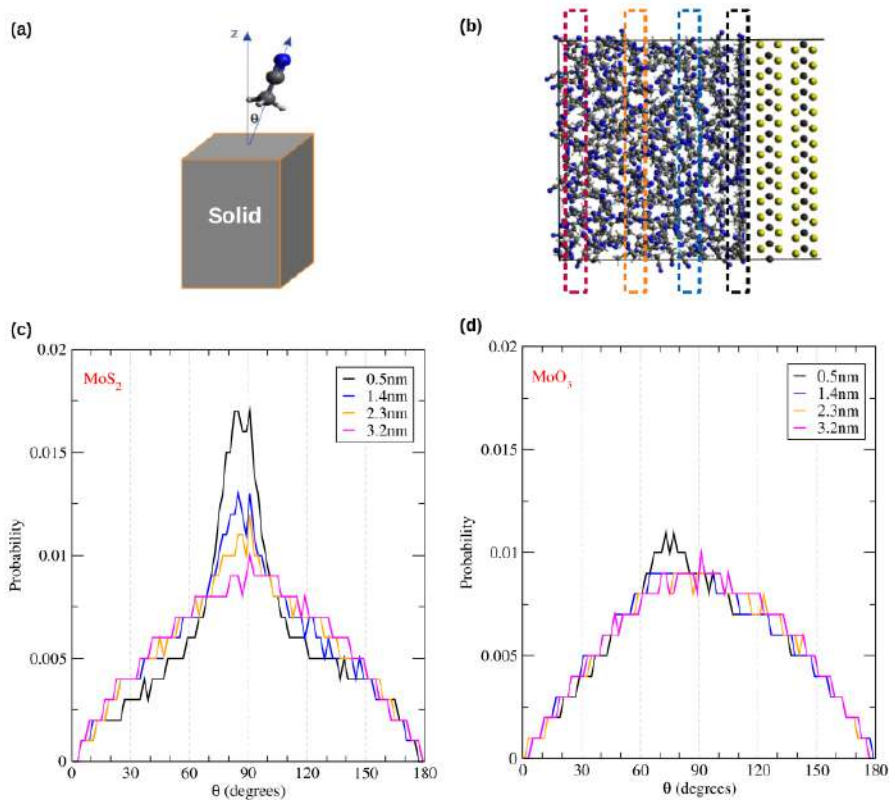 (a)
z
θ
Solid
(b)
(c)
MoS2
0.5nm
1.4nm
2.3nm
3.2nm
Probability
0.02
0.015
0.01
0.005
0
0 30 60 90 120 150 180
θ (degrees)
(d)
MoO3
0.5nm
1.4nm
2.3nm
3.2nm
Probability
0.02
0.015
0.01
0.005
0
0 30 60 90 120 150 180
θ (degrees)